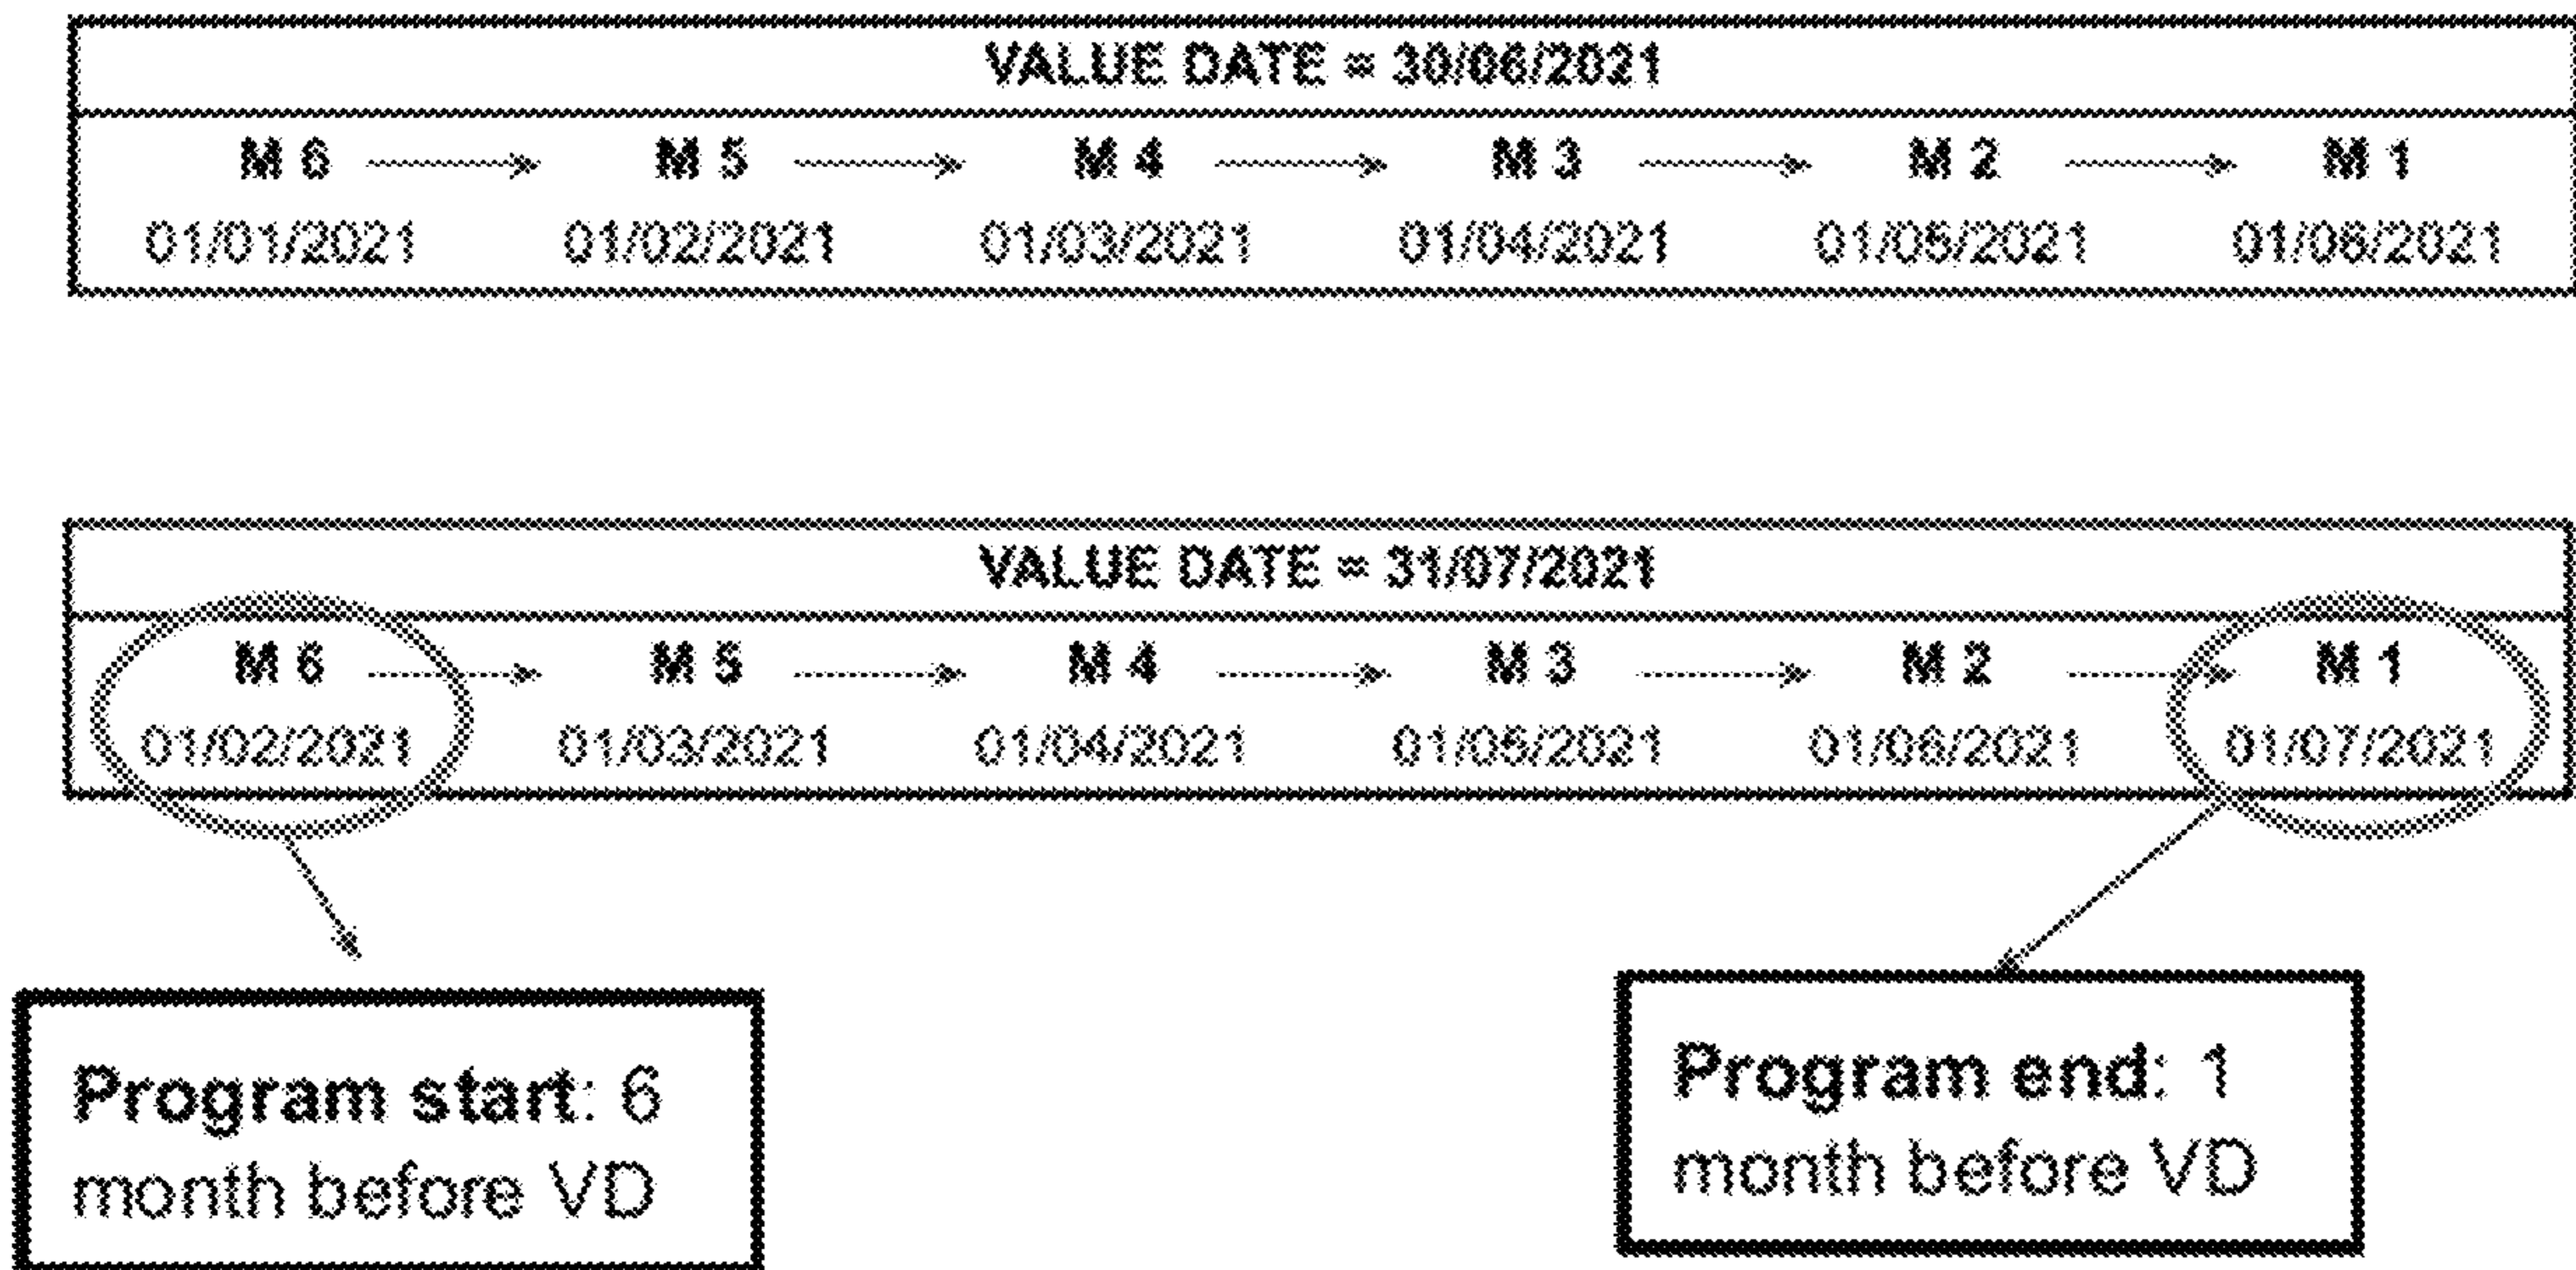 VALUE DATE = 30/06/2021
M 6 M 5 M 4 M 3 M 2 M 1
01/01/2021 01/02/2021 01/03/2021 01/04/2021 01/05/2021 01/06/2021
VALUE DATE = 31/07/2021
M 6 M 5 M 4 M 3 M 2 M 1
01/02/2021 01/03/2021 01/04/2021 01/05/2021 01/06/2021 01/07/2021
Program start: 6
month before VD
Program end: 1
month before VD